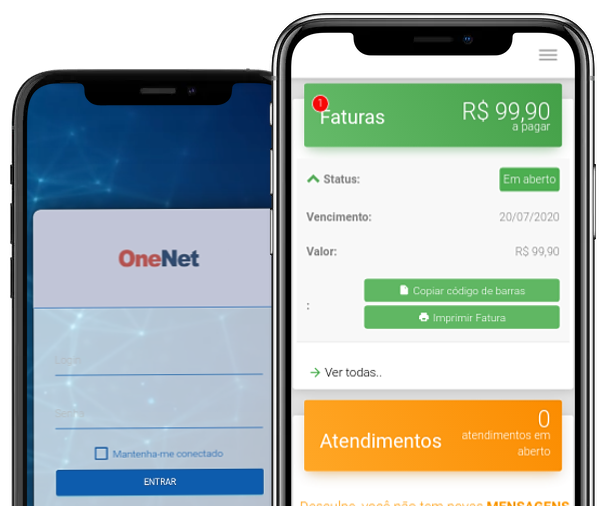 OneNet
Login
Senha
Mantenha-me conectado
ENTRAR
1
Faturas
R$ 99,90
a pagar
Status:
Em aberto
Vencimento:
20/07/2020
Valor:
R$ 99,90
:
Copiar código de barras
Imprimir Fatura
Ver todas..
Atendimentos
0
atendimentos em
aberto
Desculpe, você não tem novas MENSAGENS